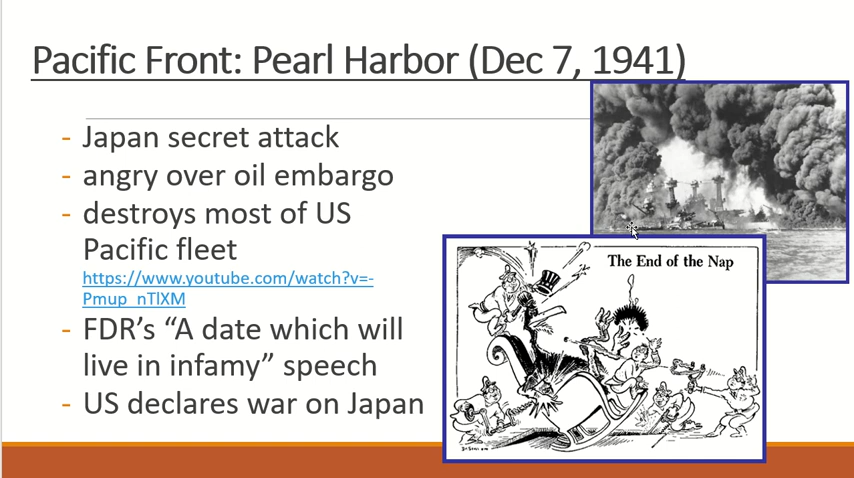 Pacific Front: Pearl Harbor (Dec 7, 1941)
- Japan secret attack
- angry over oil embargo
- destroys most of US
Pacific fleet
https://www.youtube.com/watch?v=-
Pmup_nTlXM
- FDR’s “A date which will
live in infamy” speech
- US declares war on Japan
The End of the Nap